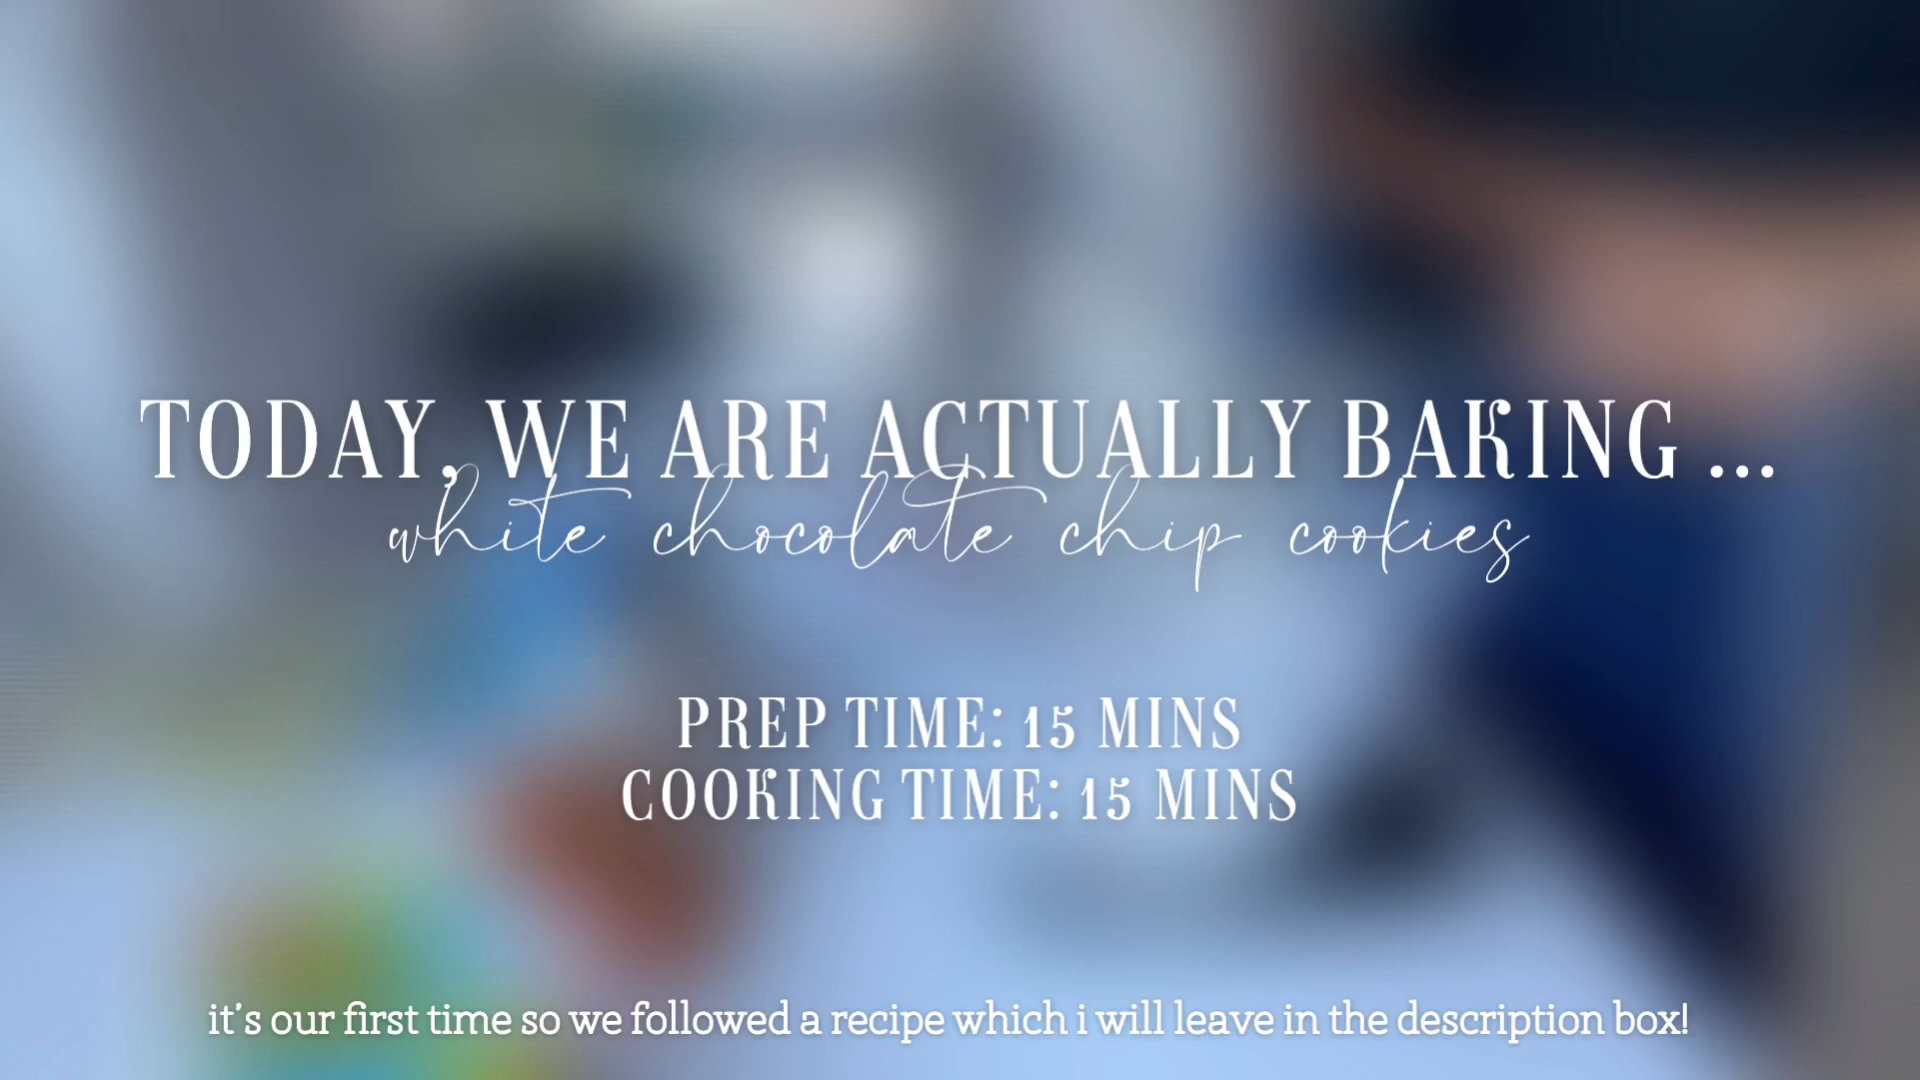 TODAY, WE ARE ACTUALLY BAKING ...
white chocolate chip cookies
PREP TIME: 15 MINS
COOKING TIME: 15 MINS
it's our first time so we followed a recipe which i will leave in the description box!